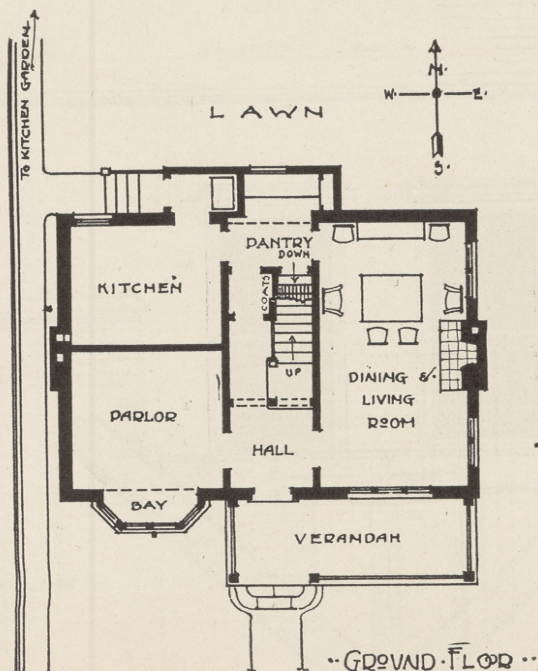 TO KITCHEN GARDEN
N.
W. E.
S.
LAWN
PANTRY
DOWN
KITCHEN
COATS
UP
DINING &
LIVING
ROOM
PARLOR
HALL
BAY
VERANDAH
GROUND FLOOR